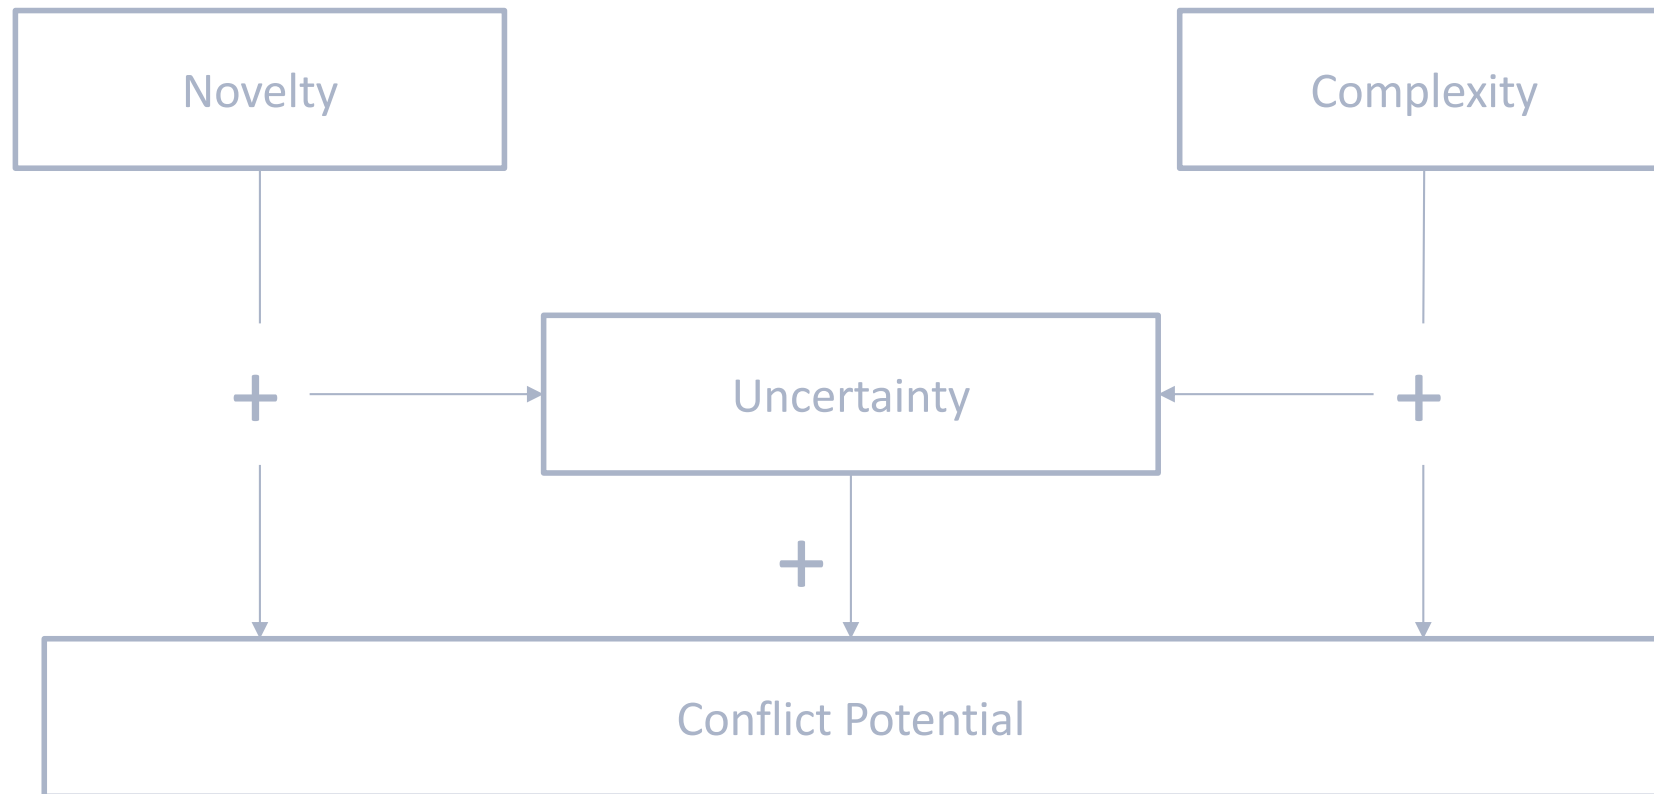 Novelty
Complexity
+
Uncertainty
+
+
Conflict Potential